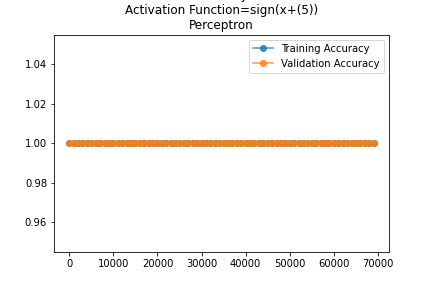 Activation Function=sign(x+(5))
Perceptron
Training Accuracy
Validation Accuracy
1.04
1.02
1.00
0.98
0.96
0 10000 20000 30000 40000 50000 60000 70000